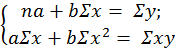 na + bΣx = Σy;
aΣx + bΣx² = Σxy